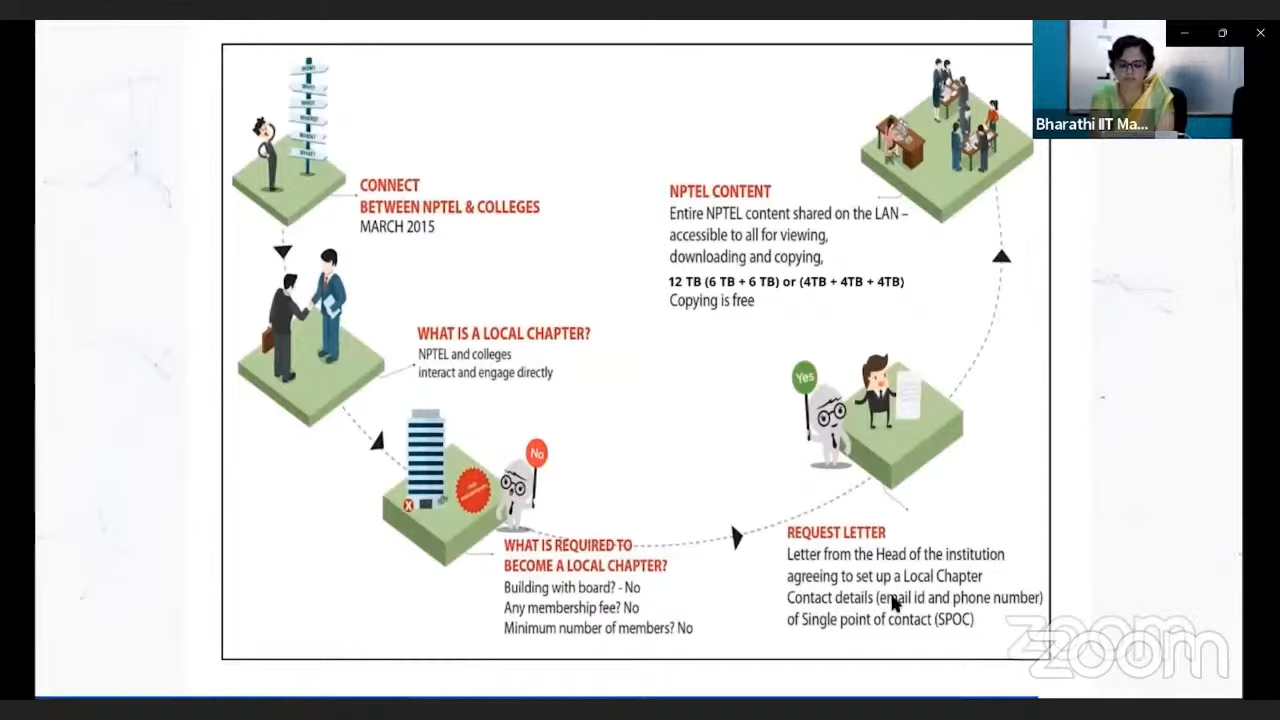 CONNECT
BETWEEN NPTEL & COLLEGES
MARCH 2015
WHAT IS A LOCAL CHAPTER?
NPTEL and colleges
interact and engage directly
No
WHAT IS REQUIRED TO
BECOME A LOCAL CHAPTER?
Building with board? - No
Any membership fee? No
Minimum number of members? No
Yes
REQUEST LETTER
Letter from the Head of the institution
agreeing to set up a Local Chapter
Contact details (email id and phone number)
of Single point of contact (SPOC)
NPTEL CONTENT
Entire NPTEL content shared on the LAN –
accessible to all for viewing,
downloading and copying,
12 TB (6 TB + 6 TB) or (4TB + 4TB + 4TB)
Copying is free
Bharathi IIT Ma...
zoom
zoom